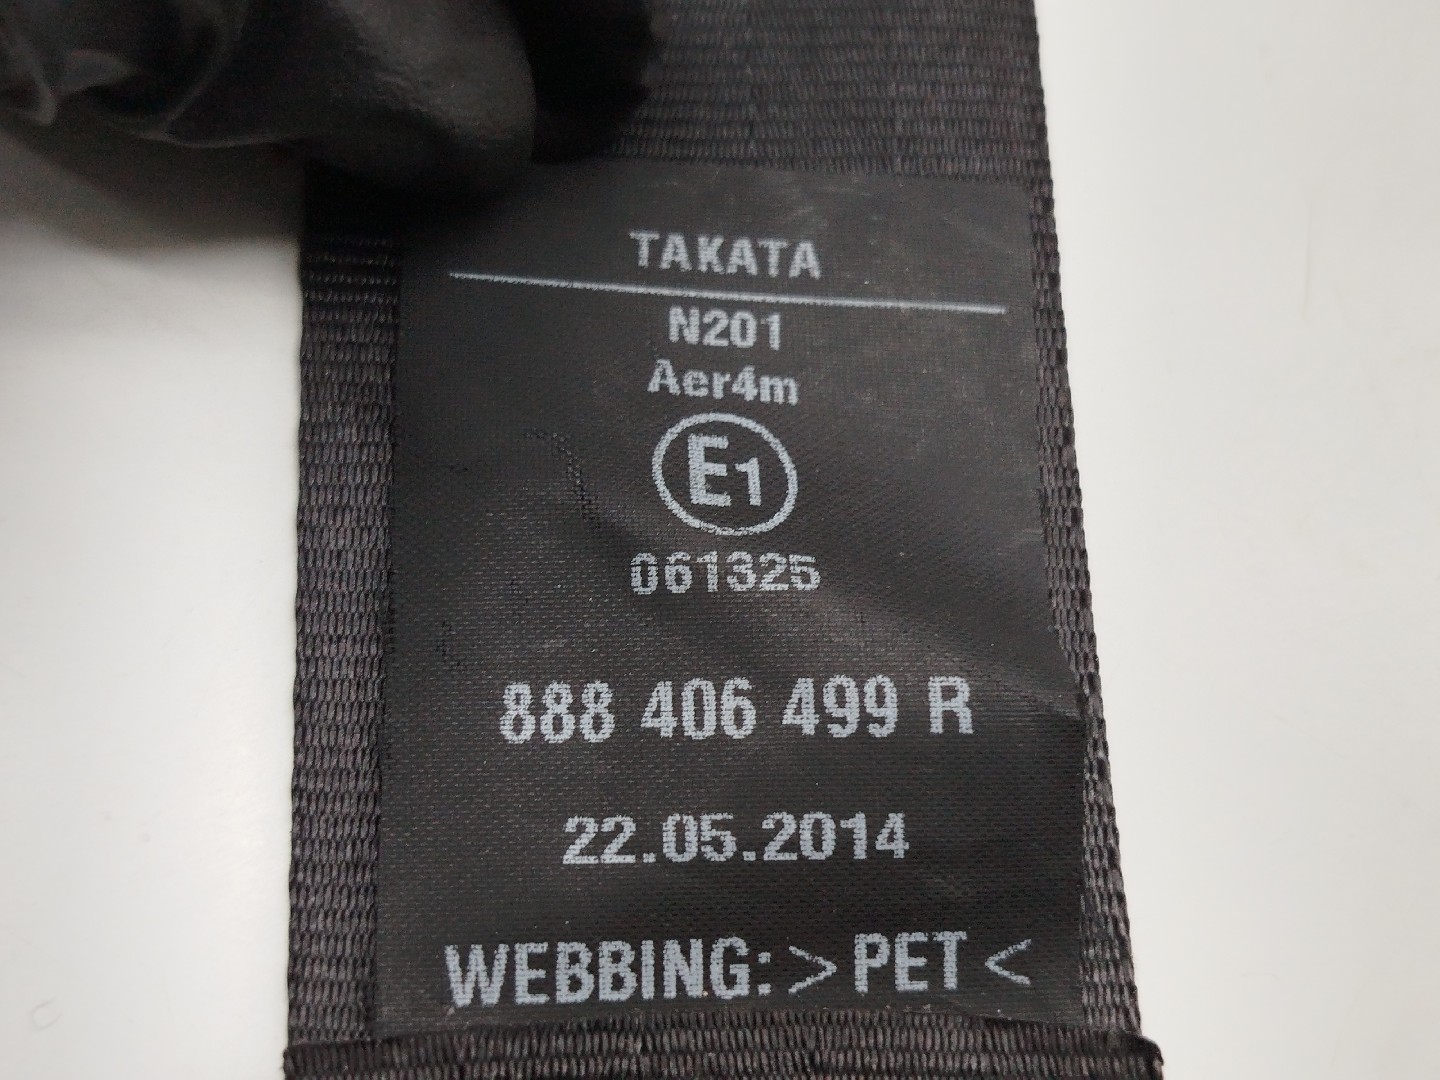 TAKATA
N201
Aer4m
E1
061325
888 406 499 R
22.05.2014
WEBBING: > PET <